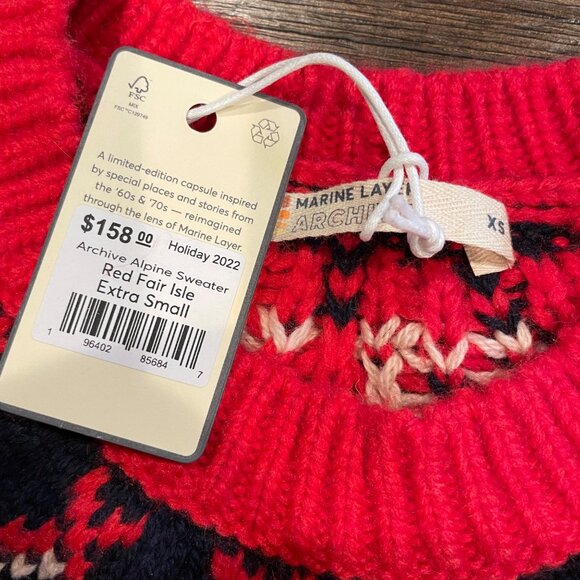 FSC
MIX
FSC™C129749
A limited-edition capsule inspired
by special places and stories from
the '60s & '70s — reimagined
through the lens of Marine Layer.
$158.00 Holiday 2022
Archive Alpine Sweater
Red Fair Isle
Extra Small
1 96402 85684 7
MARINE LAYER
XS